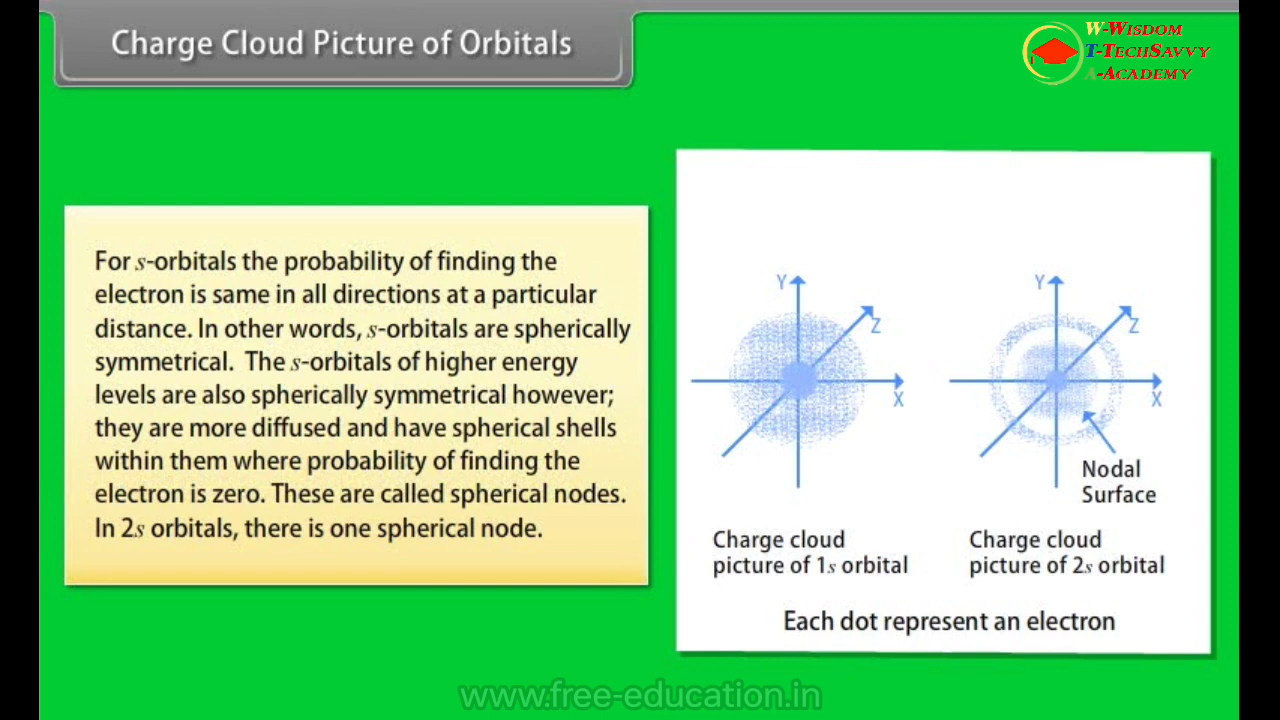 Charge Cloud Picture of Orbitals
W-Wisdom
T-TechSavvy
A-Academy
For s-orbitals the probability of finding the
electron is same in all directions at a particular
distance. In other words, s-orbitals are spherically
symmetrical. The s-orbitals of higher energy
levels are also spherically symmetrical however;
they are more diffused and have spherical shells
within them where probability of finding the
electron is zero. These are called spherical nodes.
In 2s orbitals, there is one spherical node.
Y
Z
X
Y
Z
X
Nodal
Surface
Charge cloud
picture of 1s orbital
Charge cloud
picture of 2s orbital
Each dot represent an electron
www.free-education.in